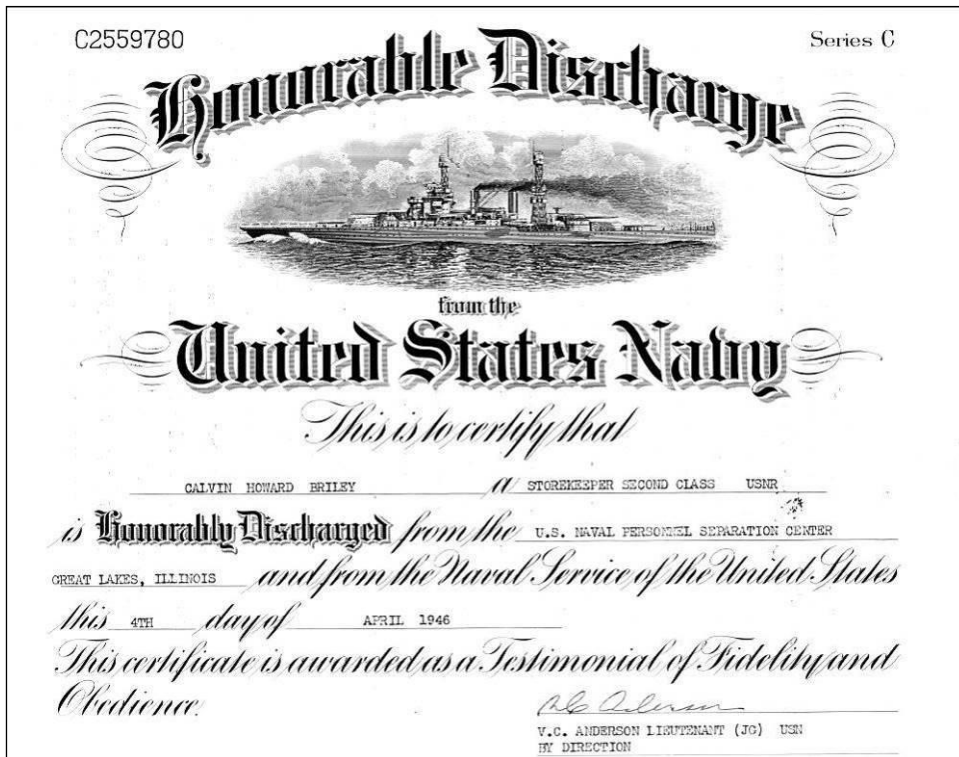 C2559780 Series C
Honorable Discharge
from the
United States Navy
This is to certify that
CALVIN HOWARD BRILEY a STOREKEEPER SECOND CLASS USNR
is Honorably Discharged from the U.S. NAVAL PERSONNEL SEPARATION CENTER
GREAT LAKES, ILLINOIS and from the Naval Service of the United States
this 4TH day of APRIL 1946
This certificate is awarded as a Testimonial of Fidelity and
Obedience.
V.C. ANDERSON LIEUTENANT (JG) USN
BY DIRECTION